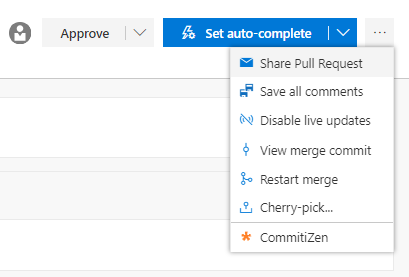 Approve
Set auto-complete
Share Pull Request
Save all comments
Disable live updates
View merge commit
Restart merge
Cherry-pick...
CommitiZen